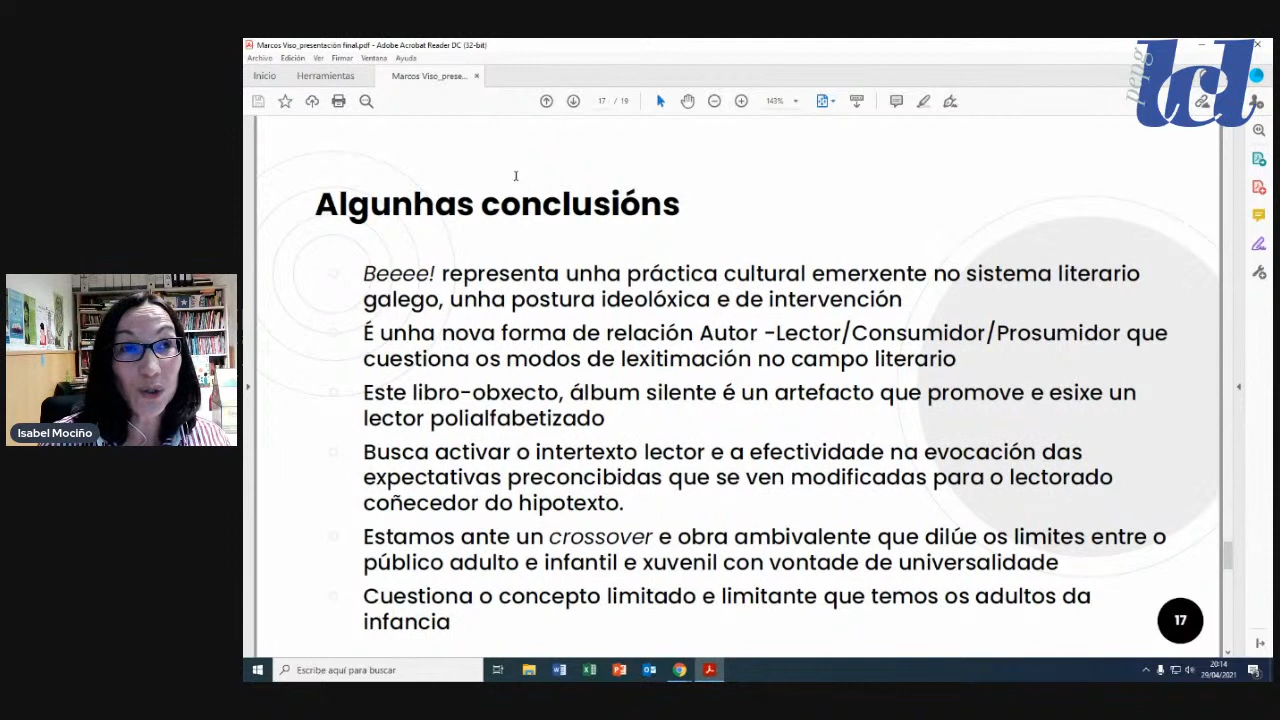 Marcos Viso_presentación final.pdf - Adobe Acrobat Reader DC (32-bit)
Archivo Edición Ver Firmar Ventana Ayuda
Inicio Herramientas Marcos Viso_prese... ×
17 / 19 143%
peng
lcd
Algunhas conclusións
Beeee! representa unha práctica cultural emerxente no sistema literario
galego, unha postura ideolóxica e de intervención
É unha nova forma de relación Autor -Lector/Consumidor/Prosumidor que
cuestiona os modos de lexitimación no campo literario
Este libro-obxecto, álbum silente é un artefacto que promove e esixe un
lector polialfabetizado
Busca activar o intertexto lector e a efectividade na evocación das
expectativas preconcibidas que se ven modificadas para o lectorado
coñecedor do hipotexto.
Estamos ante un crossover e obra ambivalente que dilúe os limites entre o
público adulto e infantil e xuvenil con vontade de universalidade
Cuestiona o concepto limitado e limitante que temos os adultos da
infancia
17
Isabel Mociño
Escribe aquí para buscar
20:14
29/04/2021